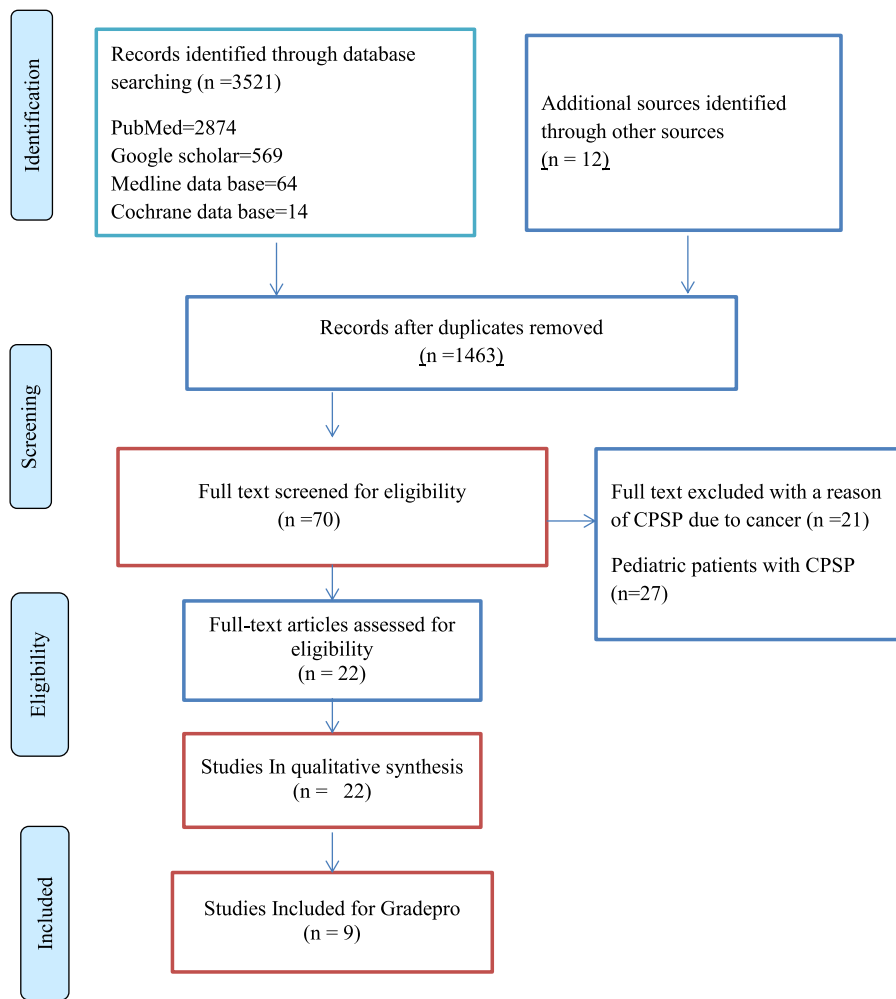 Identification
Records identified through database
searching (n =3521)
PubMed=2874
Google scholar=569
Medline data base=64
Cochrane data base=14
Additional sources identified
through other sources
(n = 12)
Records after duplicates removed
(n =1463)
Screening
Full text screened for eligibility
(n =70)
Full text excluded with a reason
of CPSP due to cancer (n =21)
Pediatric patients with CPSP
(n=27)
Eligibility
Full-text articles assessed for
eligibility
(n = 22)
Studies In qualitative synthesis
(n = 22)
Included
Studies Included for Gradepro
(n = 9)